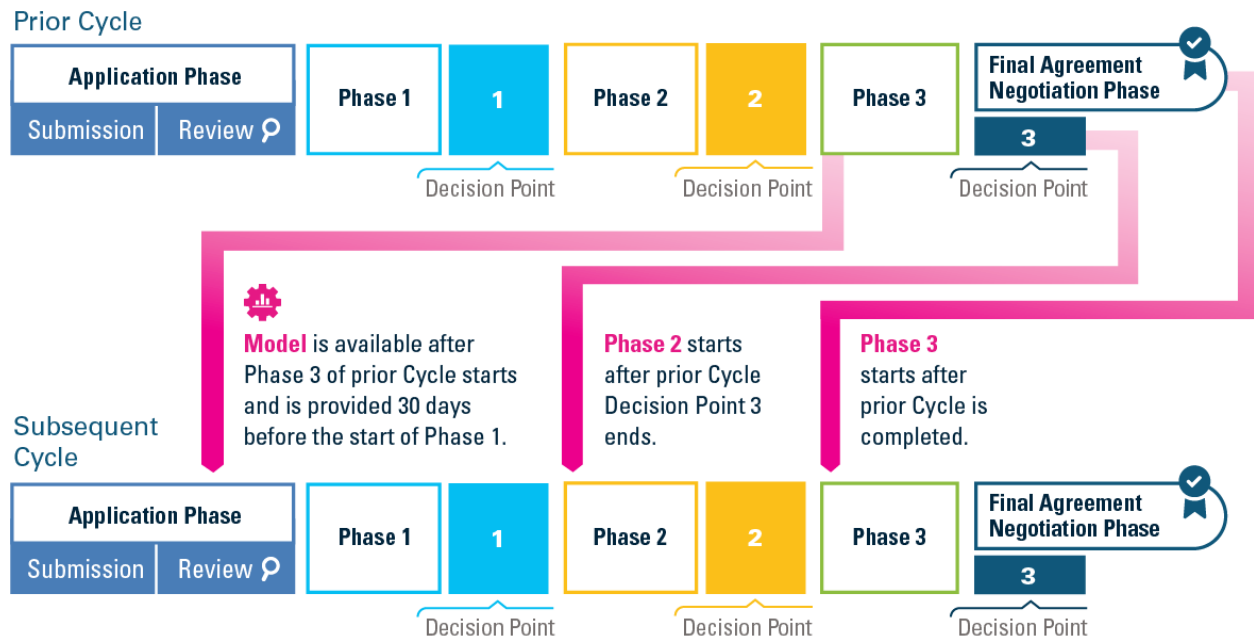 Prior Cycle
Application Phase
Submission
Review
Phase 1
1
Decision Point
Phase 2
2
Decision Point
Phase 3
Final Agreement
Negotiation Phase
3
Decision Point
Model is available after
Phase 3 of prior Cycle starts
and is provided 30 days
before the start of Phase 1.
Phase 2 starts
after prior Cycle
Decision Point 3
ends.
Phase 3
starts after
prior Cycle is
completed.
Subsequent
Cycle
Application Phase
Submission
Review
Phase 1
1
Decision Point
Phase 2
2
Decision Point
Phase 3
Final Agreement
Negotiation Phase
3
Decision Point